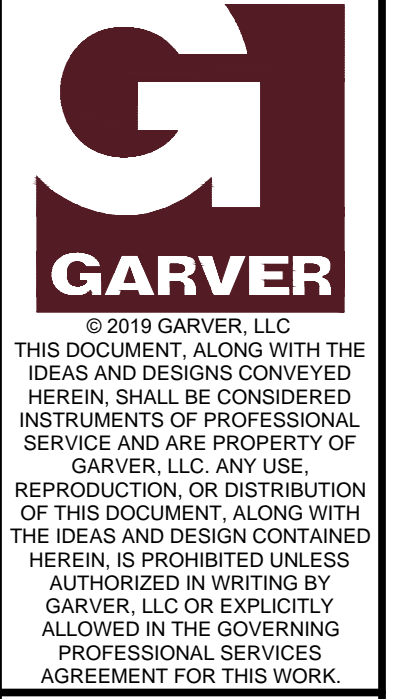 GARVER
© 2019 GARVER, LLC
THIS DOCUMENT, ALONG WITH THE
IDEAS AND DESIGNS CONVEYED
HEREIN, SHALL BE CONSIDERED
INSTRUMENTS OF PROFESSIONAL
SERVICE AND ARE PROPERTY OF
GARVER, LLC. ANY USE,
REPRODUCTION, OR DISTRIBUTION
OF THIS DOCUMENT, ALONG WITH
THE IDEAS AND DESIGN CONTAINED
HEREIN, IS PROHIBITED UNLESS
AUTHORIZED IN WRITING BY
GARVER, LLC OR EXPLICITLY
ALLOWED IN THE GOVERNING
PROFESSIONAL SERVICES
AGREEMENT FOR THIS WORK.